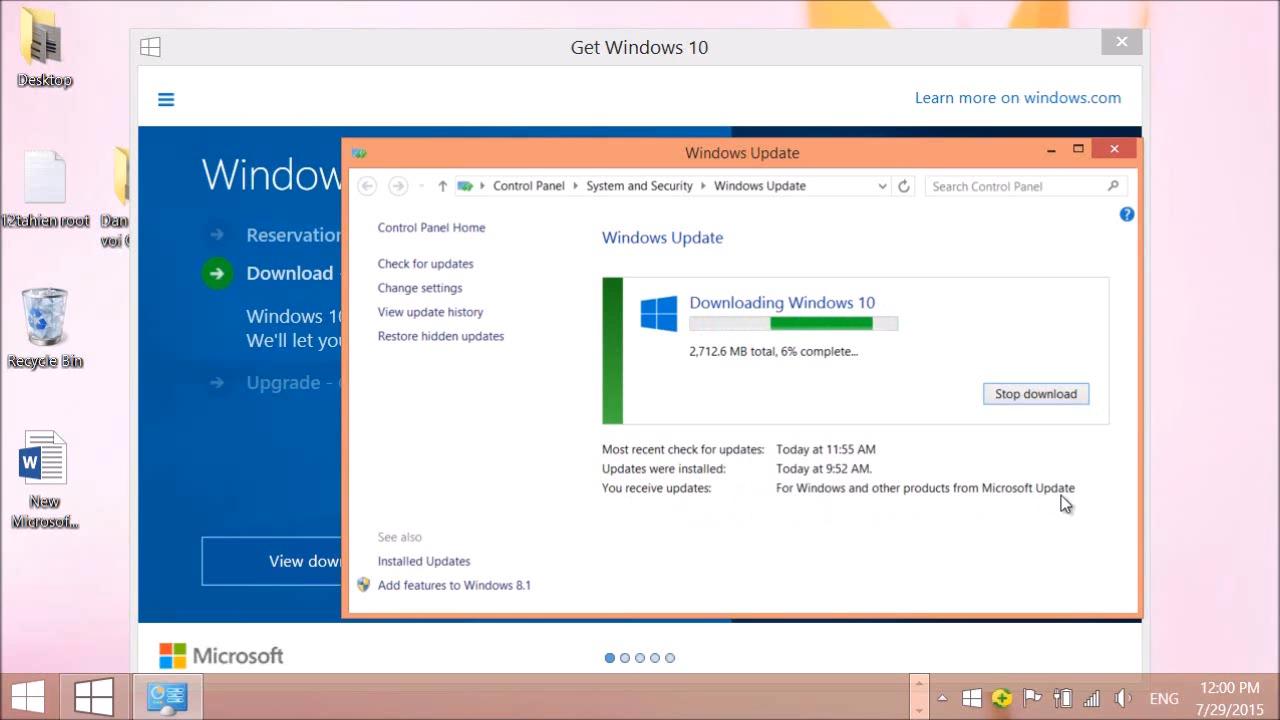 Desktop
12tahien root
Dan
voi
Recycle Bin
New
Microsof...
Get Windows 10
Learn more on windows.com
Window
Reservation
Download
Windows 10
We'll let you
Upgrade -
View dow
Microsoft
Windows Update
Control Panel
System and Security
Windows Update
Search Control Panel
Control Panel Home
Check for updates
Change settings
View update history
Restore hidden updates
See also
Installed Updates
Add features to Windows 8.1
Windows Update
Downloading Windows 10
2,712.6 MB total, 6% complete...
Stop download
Most recent check for updates: Today at 11:55 AM
Updates were installed: Today at 9:52 AM.
You receive updates: For Windows and other products from Microsoft Update
ENG
12:00 PM
7/29/2015